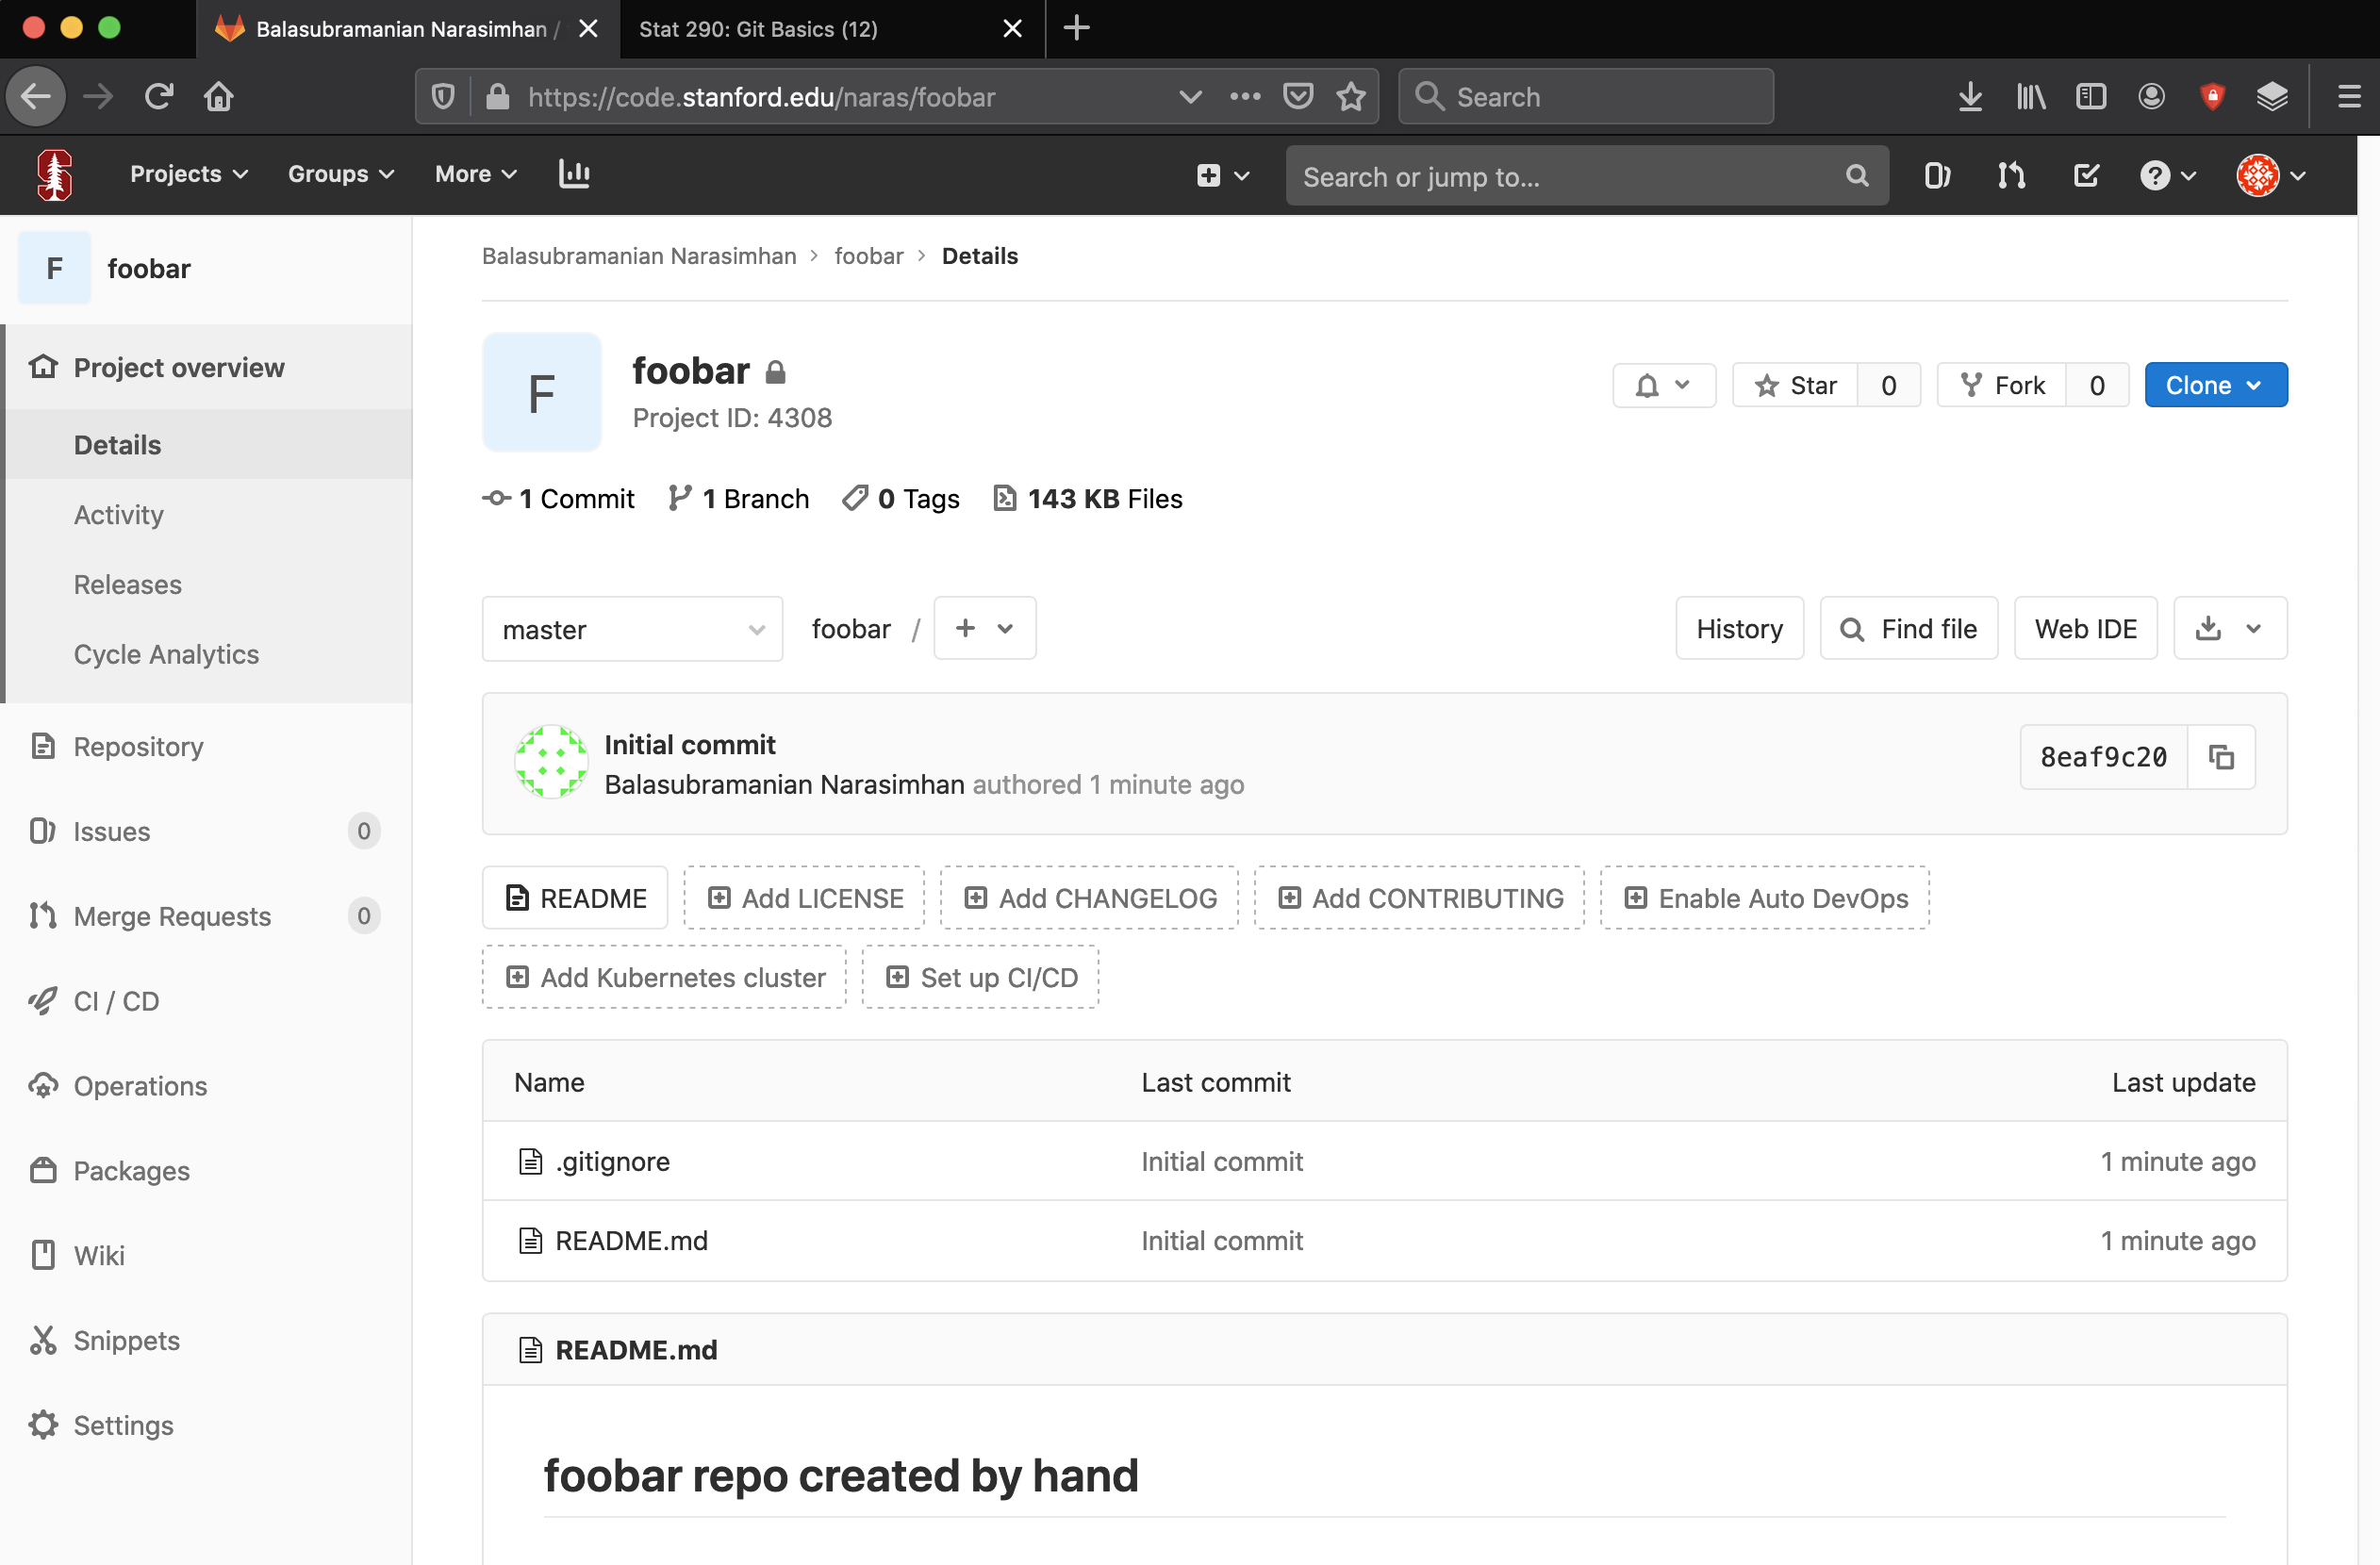 Balasubramanian Narasimhan /
Stat 290: Git Basics (12)
https://code.stanford.edu/naras/foobar
Search
Projects
Groups
More
Search or jump to...
F
foobar
Project overview
Details
Activity
Releases
Cycle Analytics
Repository
Issues 0
Merge Requests 0
CI / CD
Operations
Packages
Wiki
Snippets
Settings
Balasubramanian Narasimhan > foobar > Details
F
foobar
Project ID: 4308
Star 0
Fork 0
Clone
1 Commit 1 Branch 0 Tags 143 KB Files
master foobar / +
History Find file Web IDE
Initial commit
Balasubramanian Narasimhan authored 1 minute ago
8eaf9c20
README Add LICENSE Add CHANGELOG Add CONTRIBUTING Enable Auto DevOps
Add Kubernetes cluster Set up CI/CD
Name Last commit Last update
.gitignore Initial commit 1 minute ago
README.md Initial commit 1 minute ago
README.md
foobar repo created by hand